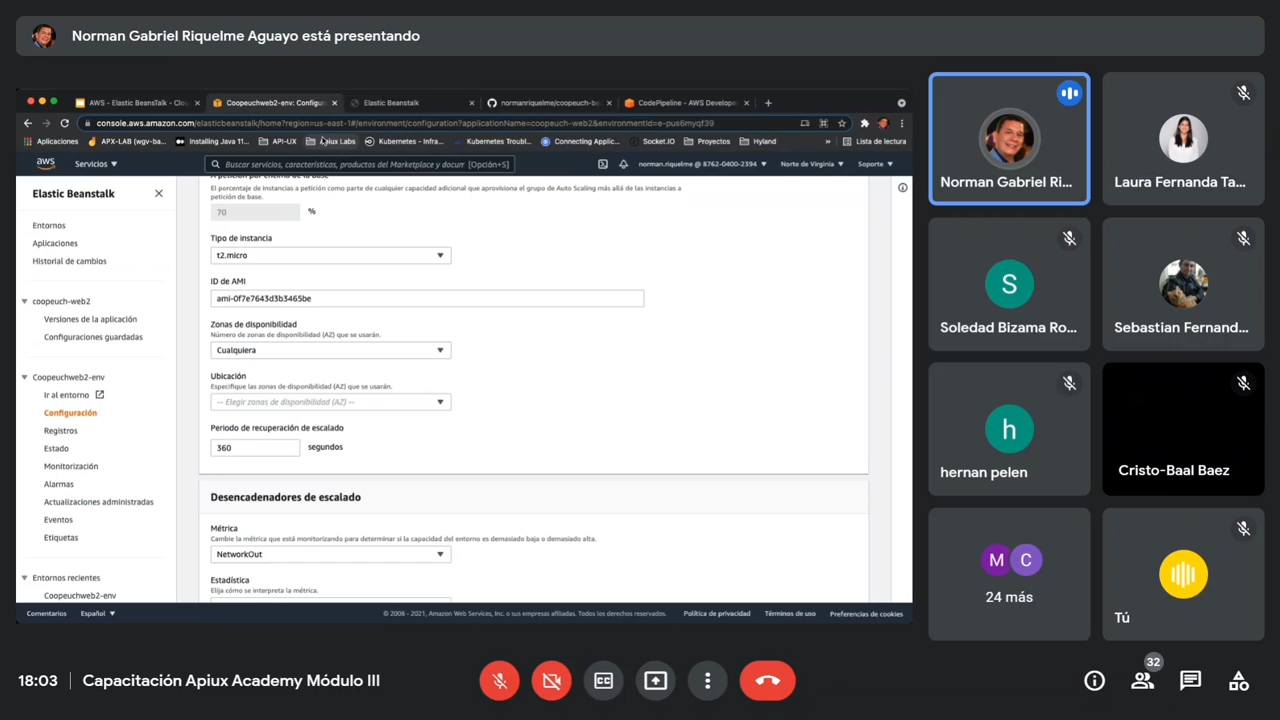 Norman Gabriel Riquelme Aguayo está presentando
AWS - Elastic BeansTalk - Clou
Coopeuchweb2-env: Configur
Elastic Beanstalk
normanriquelme/coopeuch-be
CodePipeline - AWS Develope
console.aws.amazon.com/elasticbeanstalk/home?region=us-east-1#/environment/configuration?applicationName=coopeuch-web2&environmentId=e-pus6myqf39
Aplicaciones
APX-LAB (wgv-ba...
Installing Java 11...
API-UX
Labs
Kubernetes - Infra...
Kubernetes Troubl...
Connecting Applic...
Socket.IO
Proyectos
Hyland
»
Lista de lectura
aws
Servicios
Buscar servicios, características, productos del Marketplace y docum
[Opción+S]
norman.riquelme @ 8762-0400-2394
Norte de Virginia
Soporte
Elastic Beanstalk
Entornos
Aplicaciones
Historial de cambios
coopeuch-web2
Versiones de la aplicación
Configuraciones guardadas
Coopeuchweb2-env
Ir al entorno
Configuración
Registros
Estado
Monitorización
Alarmas
Actualizaciones administradas
Eventos
Etiquetas
Entornos recientes
Coopeuchweb2-env
A petición por encima de la base
El porcentaje de instancias a petición como parte de cualquier capacidad adicional que aprovisiona el grupo de Auto Scaling más allá de las instancias a
petición de base.
70
%
Tipo de instancia
t2.micro
ID de AMI
ami-0f7e7643d3b3465be
Zonas de disponibilidad
Número de zonas de disponibilidad (AZ) que se usarán.
Cualquiera
Ubicación
Especifique las zonas de disponibilidad (AZ) que se usarán.
-- Elegir zonas de disponibilidad (AZ) --
Periodo de recuperación de escalado
360
segundos
Desencadenadores de escalado
Métrica
Cambie la métrica que está monitorizando para determinar si la capacidad del entorno es demasiado baja o demasiado alta.
NetworkOut
Estadística
Elija cómo se interpreta la métrica.
Comentarios
Español
© 2008 - 2021, Amazon Web Services, Inc. o sus empresas afiliadas. Todos los derechos reservados.
Política de privacidad
Términos de uso
Preferencias de cookies
Norman Gabriel Ri...
Laura Fernanda Ta...
S
Soledad Bizama Ro...
Sebastian Fernand...
h
hernan pelen
Cristo-Baal Baez
M
C
24 más
Tú
18:03
Capacitación Apiux Academy Módulo III
32